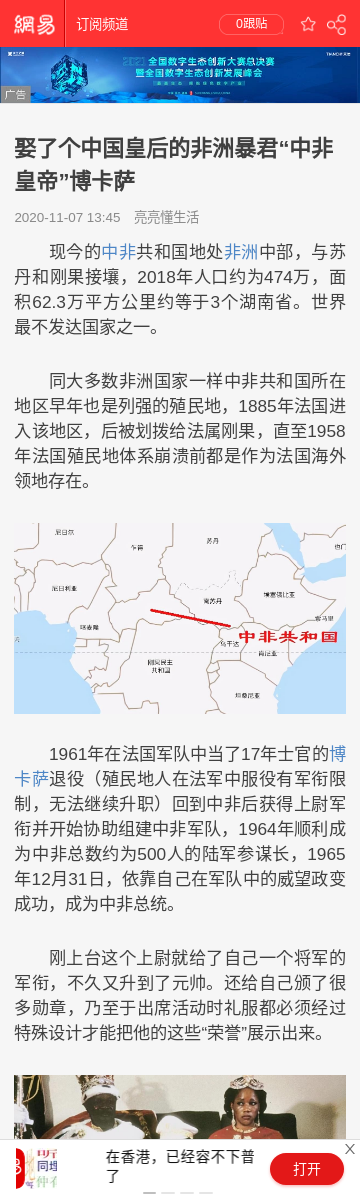 網易
订阅频道
0跟贴
2023全国数字生态创新大赛总决赛
暨全国数字生态创新发展峰会
广告
娶了个中国皇后的非洲暴君“中非
皇帝”博卡萨
2020-11-07 13:45 亮亮懂生活
现今的中非共和国地处非洲中部，与苏
丹和刚果接壤，2018年人口约为474万，面
积62.3万平方公里约等于3个湖南省。世界
最不发达国家之一。
同大多数非洲国家一样中非共和国所在
地区早年也是列强的殖民地，1885年法国进
入该地区，后被划拨给法属刚果，直至1958
年法国殖民地体系崩溃前都是作为法国海外
领地存在。
尼日尔
乍得
苏丹
也门
尼日利亚
南苏丹
埃塞俄比亚
喀麦隆
索马里
中非共和国
乌干达
肯尼亚
刚果民主
共和国
坦桑尼亚
1961年在法国军队中当了17年士官的博
卡萨退役（殖民地人在法军中服役有军衔限
制，无法继续升职）回到中非后获得上尉军
衔并开始协助组建中非军队，1964年顺利成
为中非总数约为500人的陆军参谋长，1965
年12月31日，依靠自己在军队中的威望政变
成功，成为中非总统。
刚上台这个上尉就给了自己一个将军的
军衔，不久又升到了元帅。还给自己颁了很
多勋章，乃至于出席活动时礼服都必须经过
特殊设计才能把他的这些“荣誉”展示出来。
在香港，已经容不下普
了
打开
X